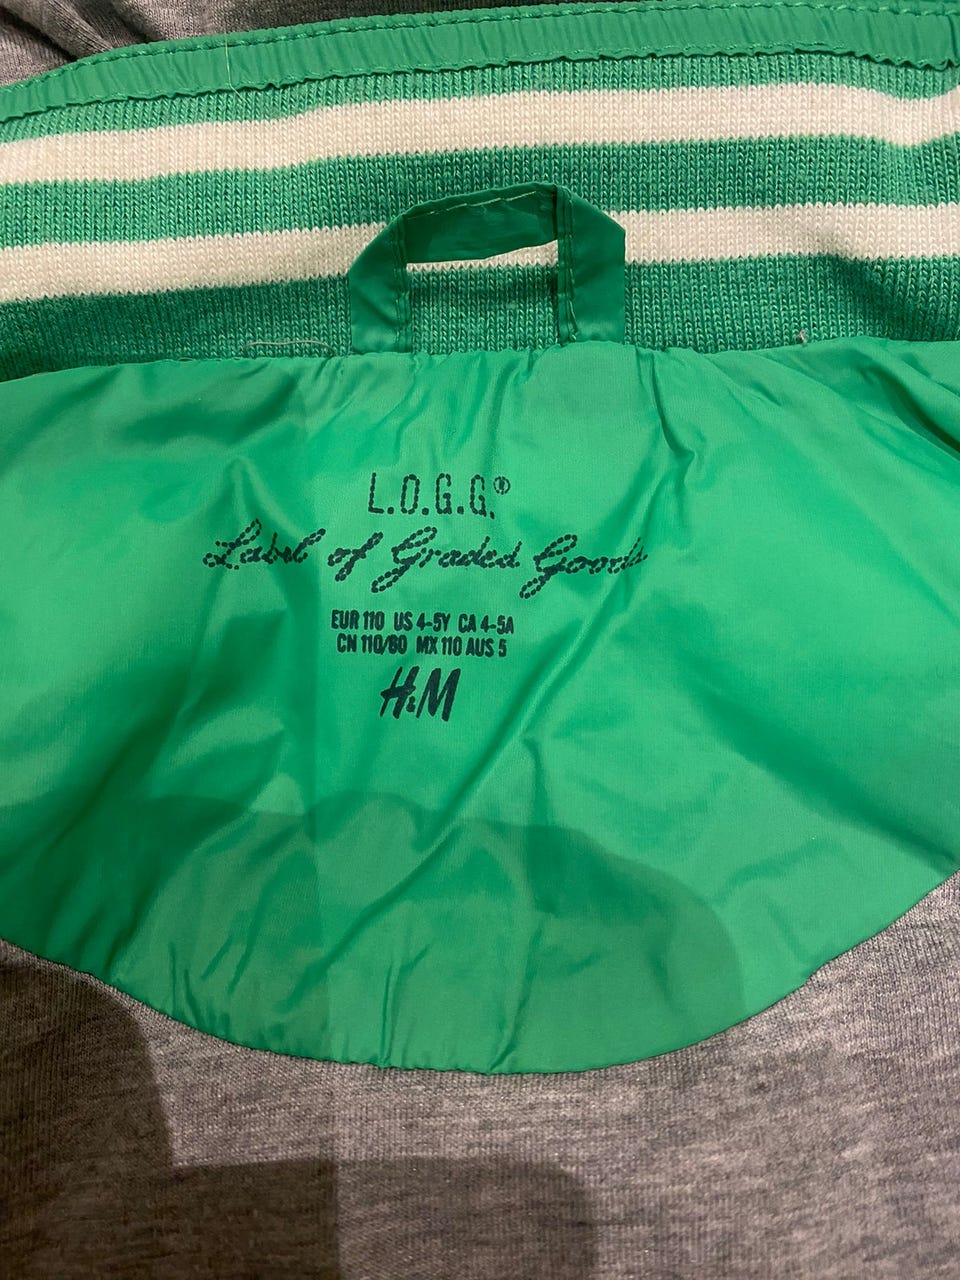 L.O.G.G.®
Label of Graded Goods
EUR 110 US 4-5Y CA 4-5A
CN 110/60 MX 110 AUS 5
H&M